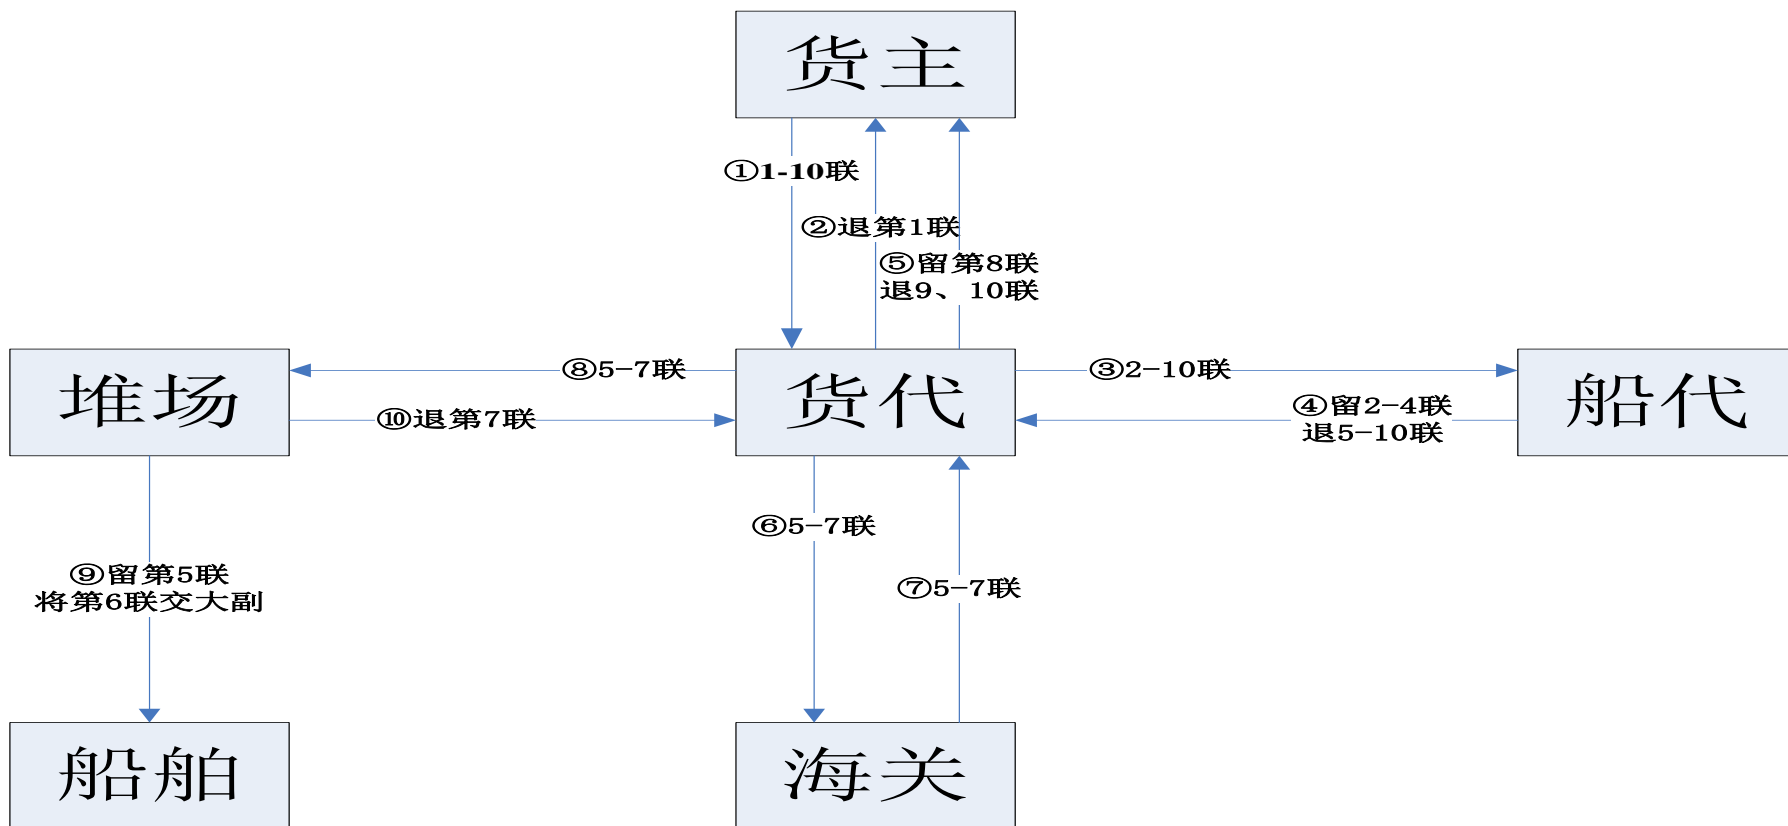 货主
①1-10联
②退第1联
⑤留第8联
退9、10联
堆场
⑧5-7联
⑩退第7联
货代
③2-10联
④留2-4联
退5-10联
船代
⑥5-7联
⑦5-7联
⑨留第5联
将第6联交大副
船舶
海关